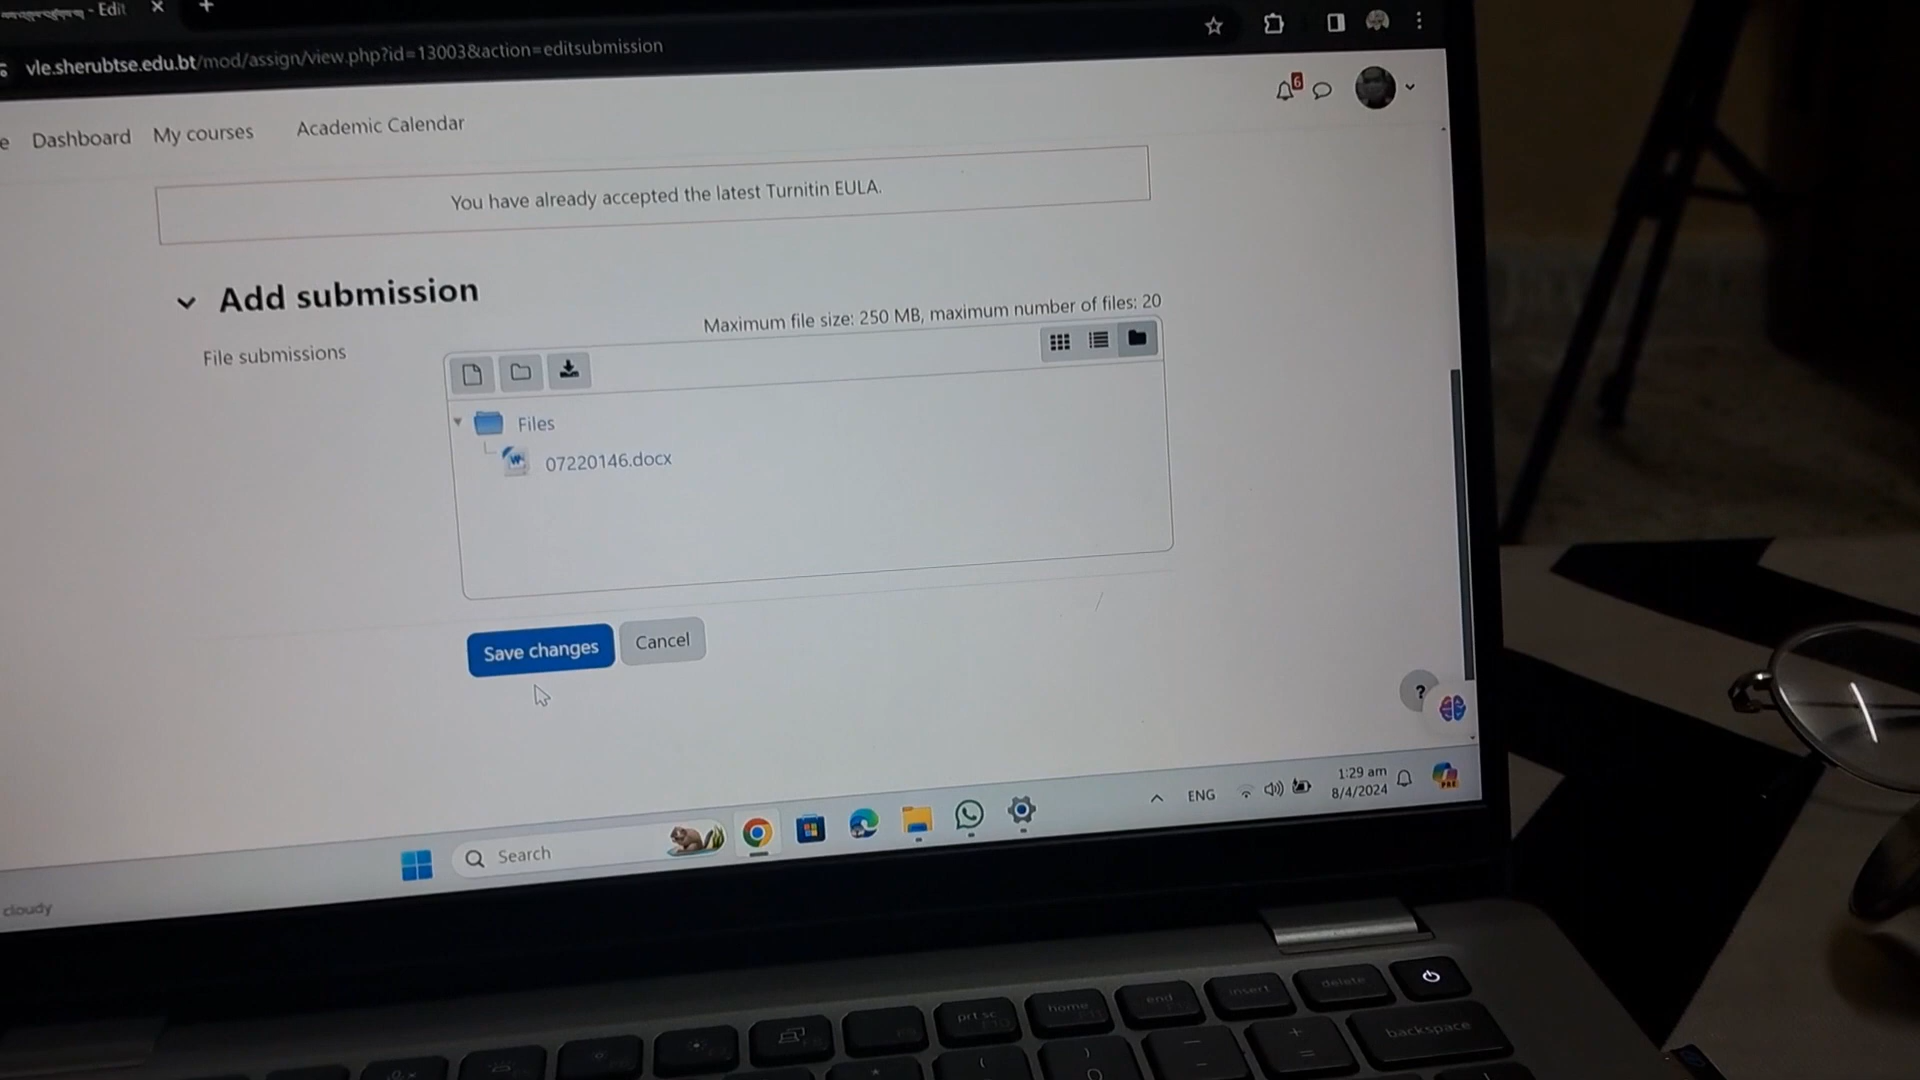 - Edit
vle.sherubtse.edu.bt/mod/assign/view.php?id=13003&action=editsubmission
6
e Dashboard My courses Academic Calendar
You have already accepted the latest Turnitin EULA.
Add submission
Maximum file size: 250 MB, maximum number of files: 20
File submissions
Files
07220146.docx
Save changes Cancel
?
Search
ENG
1:29 am
8/4/2024
PRE
cloudy
prt sc
home
end
insert
delete
backspace